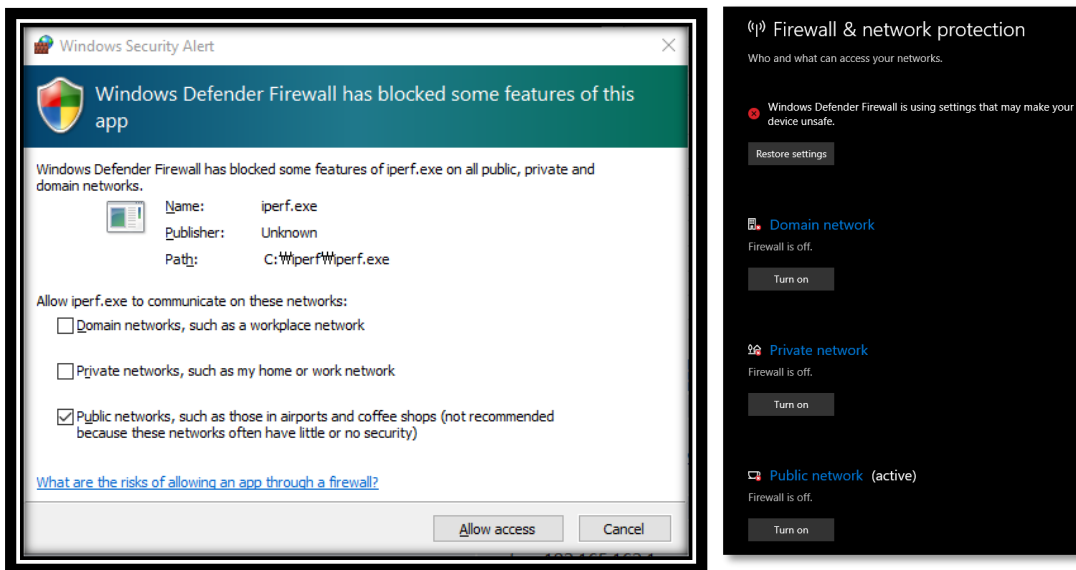 Windows Security Alert
Windows Defender Firewall has blocked some features of this
app
Windows Defender Firewall has blocked some features of iperf.exe on all public, private and
domain networks.
Name: iperf.exe
Publisher: Unknown
Path: C:₩iperf₩iperf.exe
Allow iperf.exe to communicate on these networks:
Domain networks, such as a workplace network
Private networks, such as my home or work network
Public networks, such as those in airports and coffee shops (not recommended
because these networks often have little or no security)
What are the risks of allowing an app through a firewall?
Allow access Cancel
Firewall & network protection
Who and what can access your networks.
Windows Defender Firewall is using settings that may make your
device unsafe.
Restore settings
Domain network
Firewall is off.
Turn on
Private network
Firewall is off.
Turn on
Public network (active)
Firewall is off.
Turn on